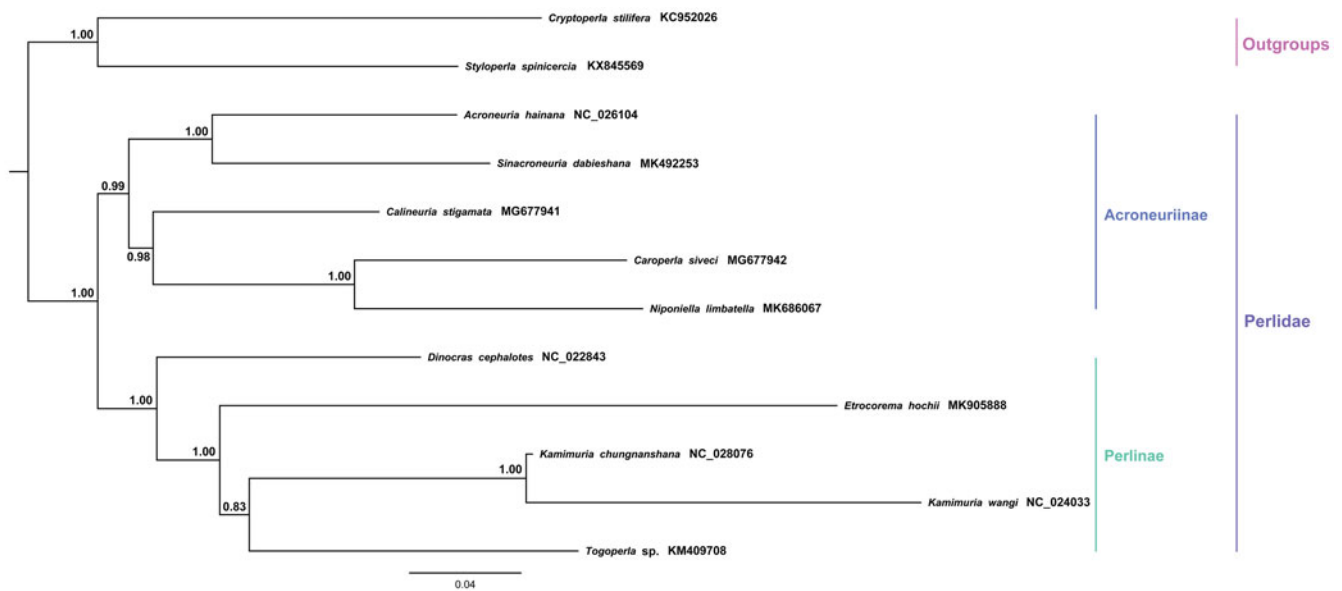 Cryptoperla stilifera KC952026
1.00
Outgroups
Styloperla spinicercia KX845569
Acroneuria hainana NC_026104
1.00
Sinacroneuria dabieshana MK492253
0.99
Calineuria stigamata MG677941
Acroneuriinae
0.98
Caroperla siveci MG677942
1.00
1.00
Niponiella limbatella MK686067
Perlidae
Dinocras cephalotes NC_022843
1.00
Etrocorema hochii MK905888
1.00
Kamimuria chungnanshana NC_028076
Perlinae
1.00
Kamimuria wangi NC_024033
0.83
Togoperla sp. KM409708
0.04